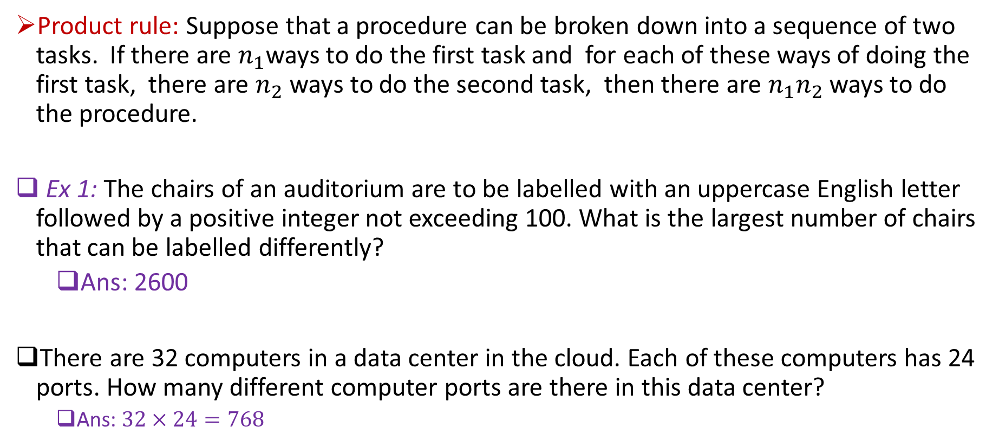 ➢Product rule: Suppose that a procedure can be broken down into a sequence of two
tasks.  If there are n₁ways to do the first task and  for each of these ways of doing the
first task,  there are n₂ ways to do the second task,  then there are n₁n₂ ways to do
the procedure.
❑ Ex 1: The chairs of an auditorium are to be labelled with an uppercase English letter
followed by a positive integer not exceeding 100. What is the largest number of chairs
that can be labelled differently?
❑Ans: 2600
❑There are 32 computers in a data center in the cloud. Each of these computers has 24
ports. How many different computer ports are there in this data center?
❑Ans: 32 × 24 = 768